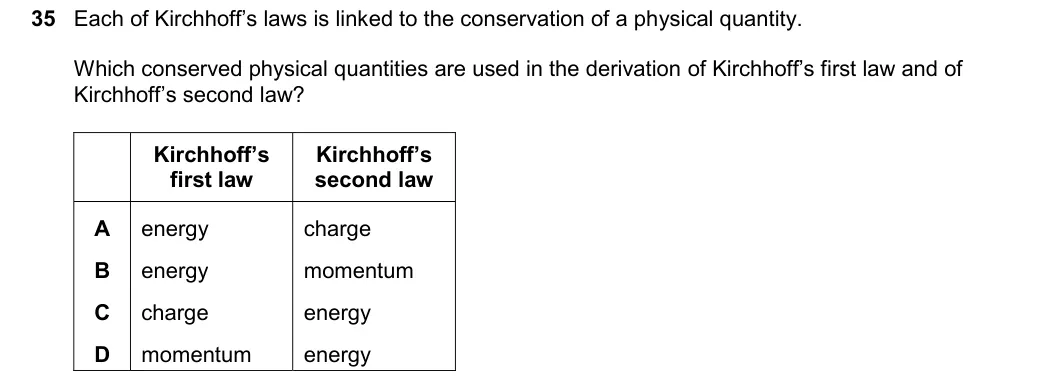 35 Each of Kirchhoff's laws is linked to the conservation of a physical quantity.
Which conserved physical quantities are used in the derivation of Kirchhoff's first law and of
Kirchhoff's second law?
Kirchhoff's first law Kirchhoff's second law
A energy charge
B energy momentum
C charge energy
D momentum energy